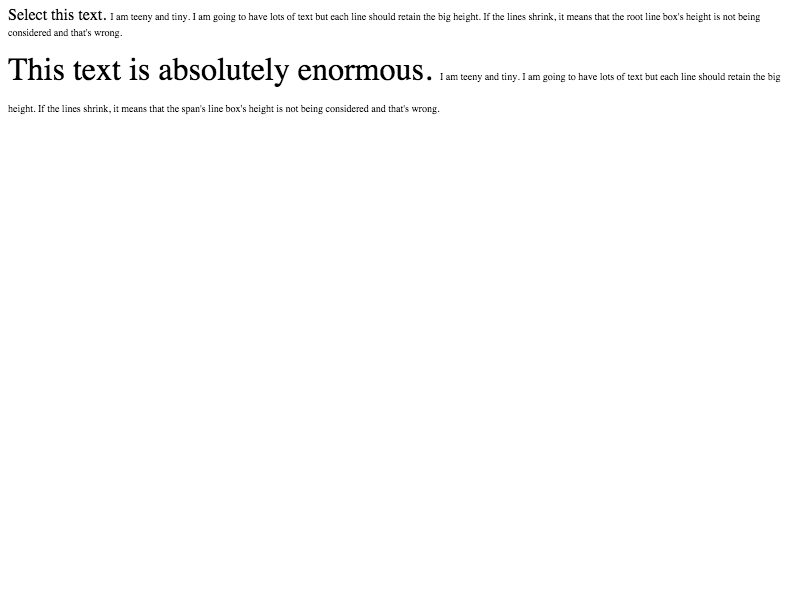 Select this text. I am teeny and tiny. I am going to have lots of text but each line should retain the big height. If the lines shrink, it means that the root line box's height is not being
considered and that's wrong.
This text is absolutely enormous. I am teeny and tiny. I am going to have lots of text but each line should retain the big
height. If the lines shrink, it means that the span's line box's height is not being considered and that's wrong.